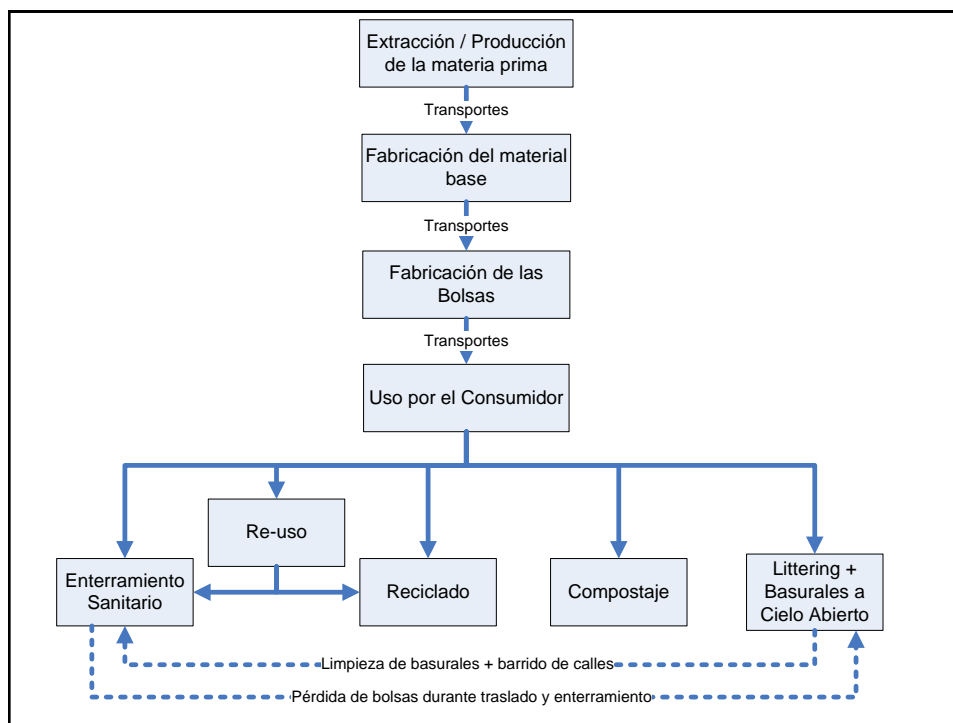 Extracción / Producción
de la materia prima
Transportes
Fabricación del material
base
Transportes
Fabricación de las
Bolsas
Transportes
Uso por el Consumidor
Re-uso
Enterramiento
Sanitario
Reciclado
Compostaje
Littering +
Basurales a
Cielo Abierto
Limpieza de basurales + barrido de calles
Pérdida de bolsas durante traslado y enterramiento